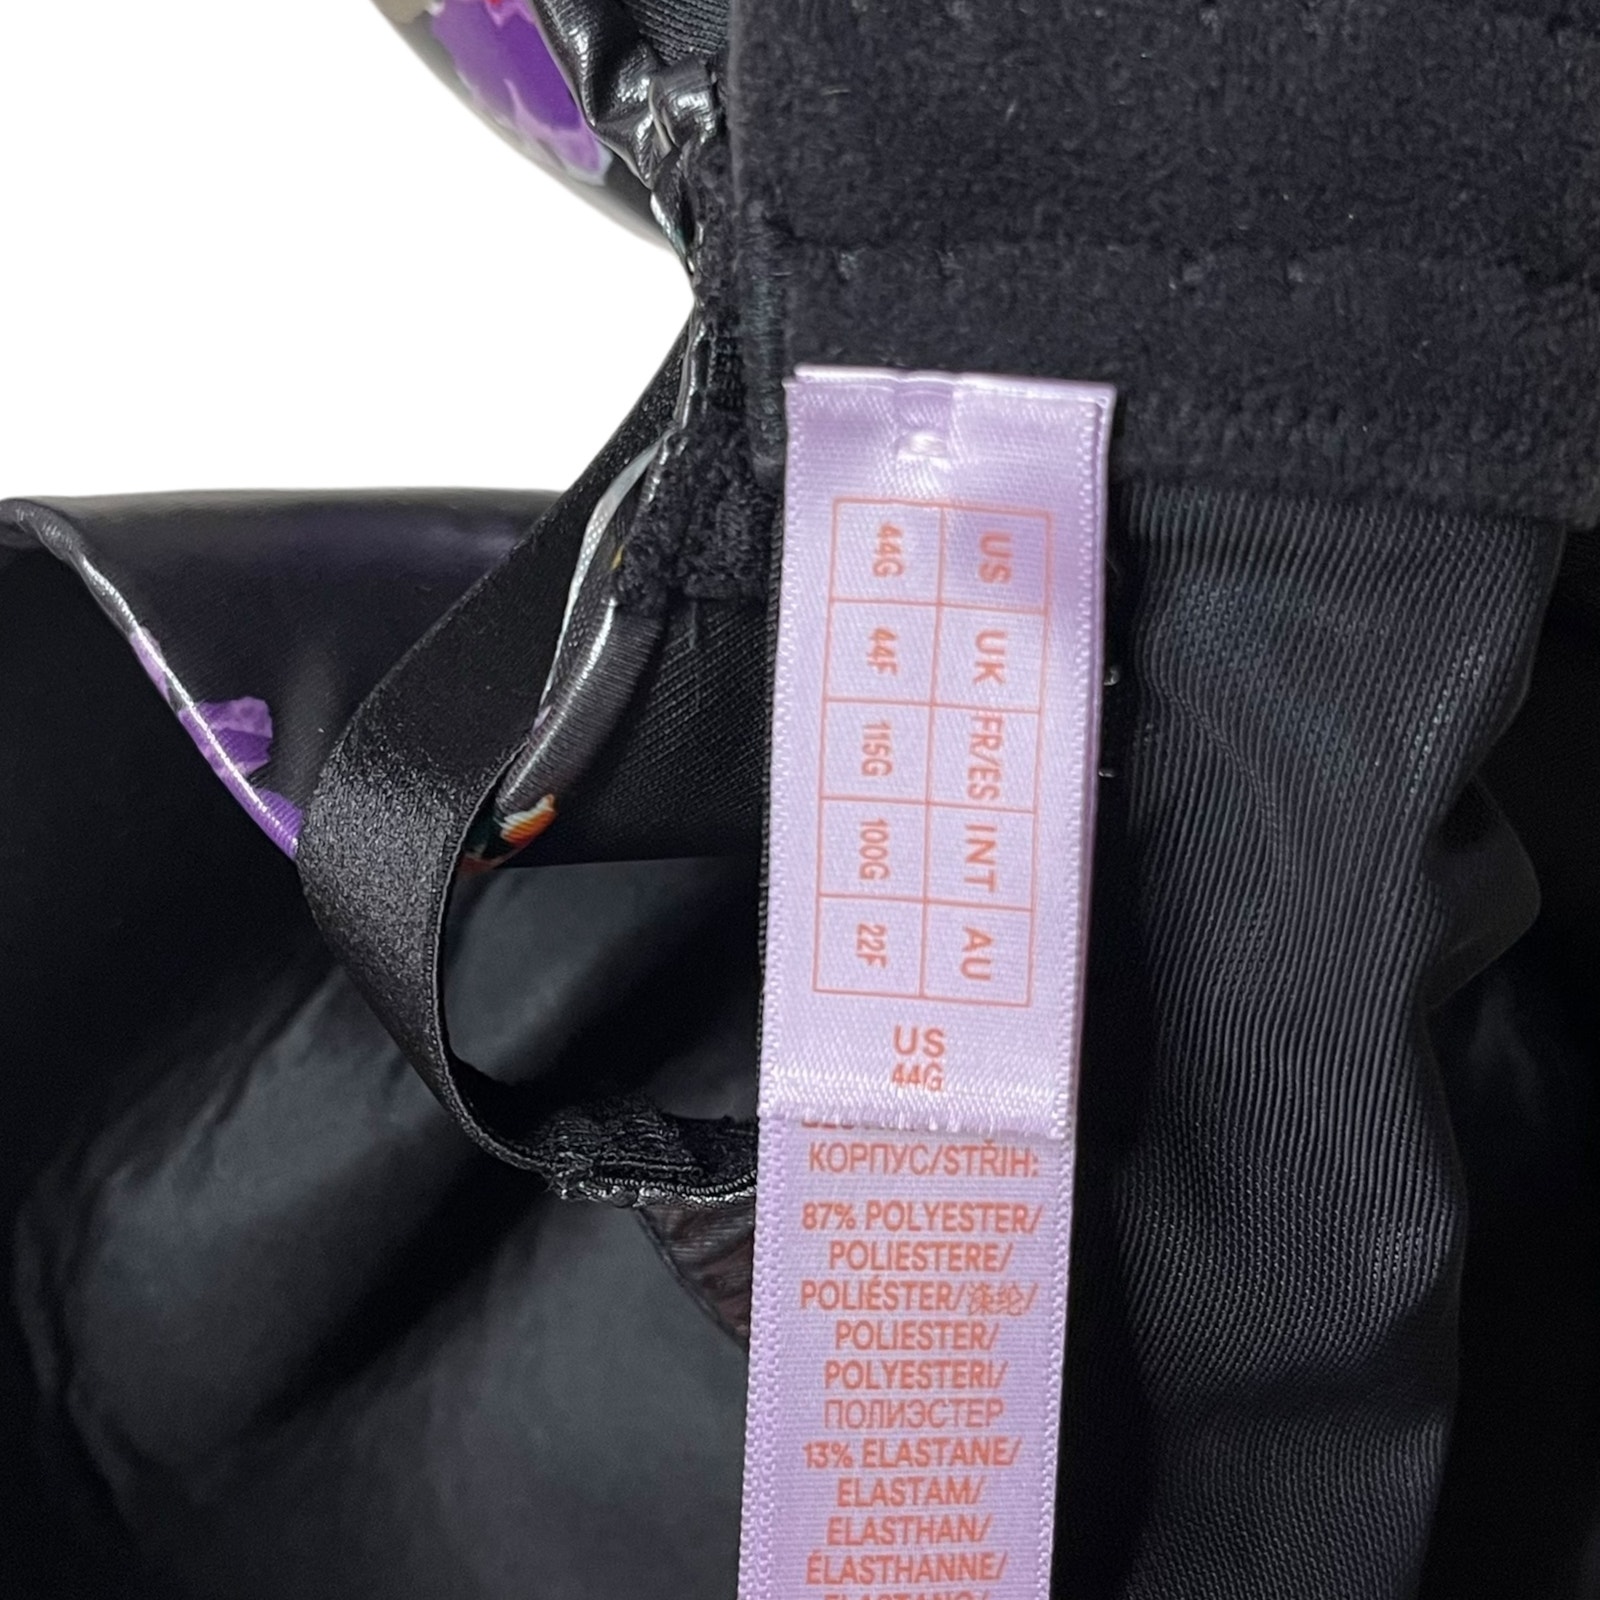 US UK FR/ES INT AU
44G 44F 115G 100G 22F
US
44G
КОРПУС/STŘIH:
87% POLYESTER/
POLIESTERE/
POLIÉSTER/涤纶/
POLIESTER/
POLYESTERI/
ПОЛИЭСТЕР
13% ELASTANE/
ELASTAM/
ELASTHAN/
ÉLASTHANNE/